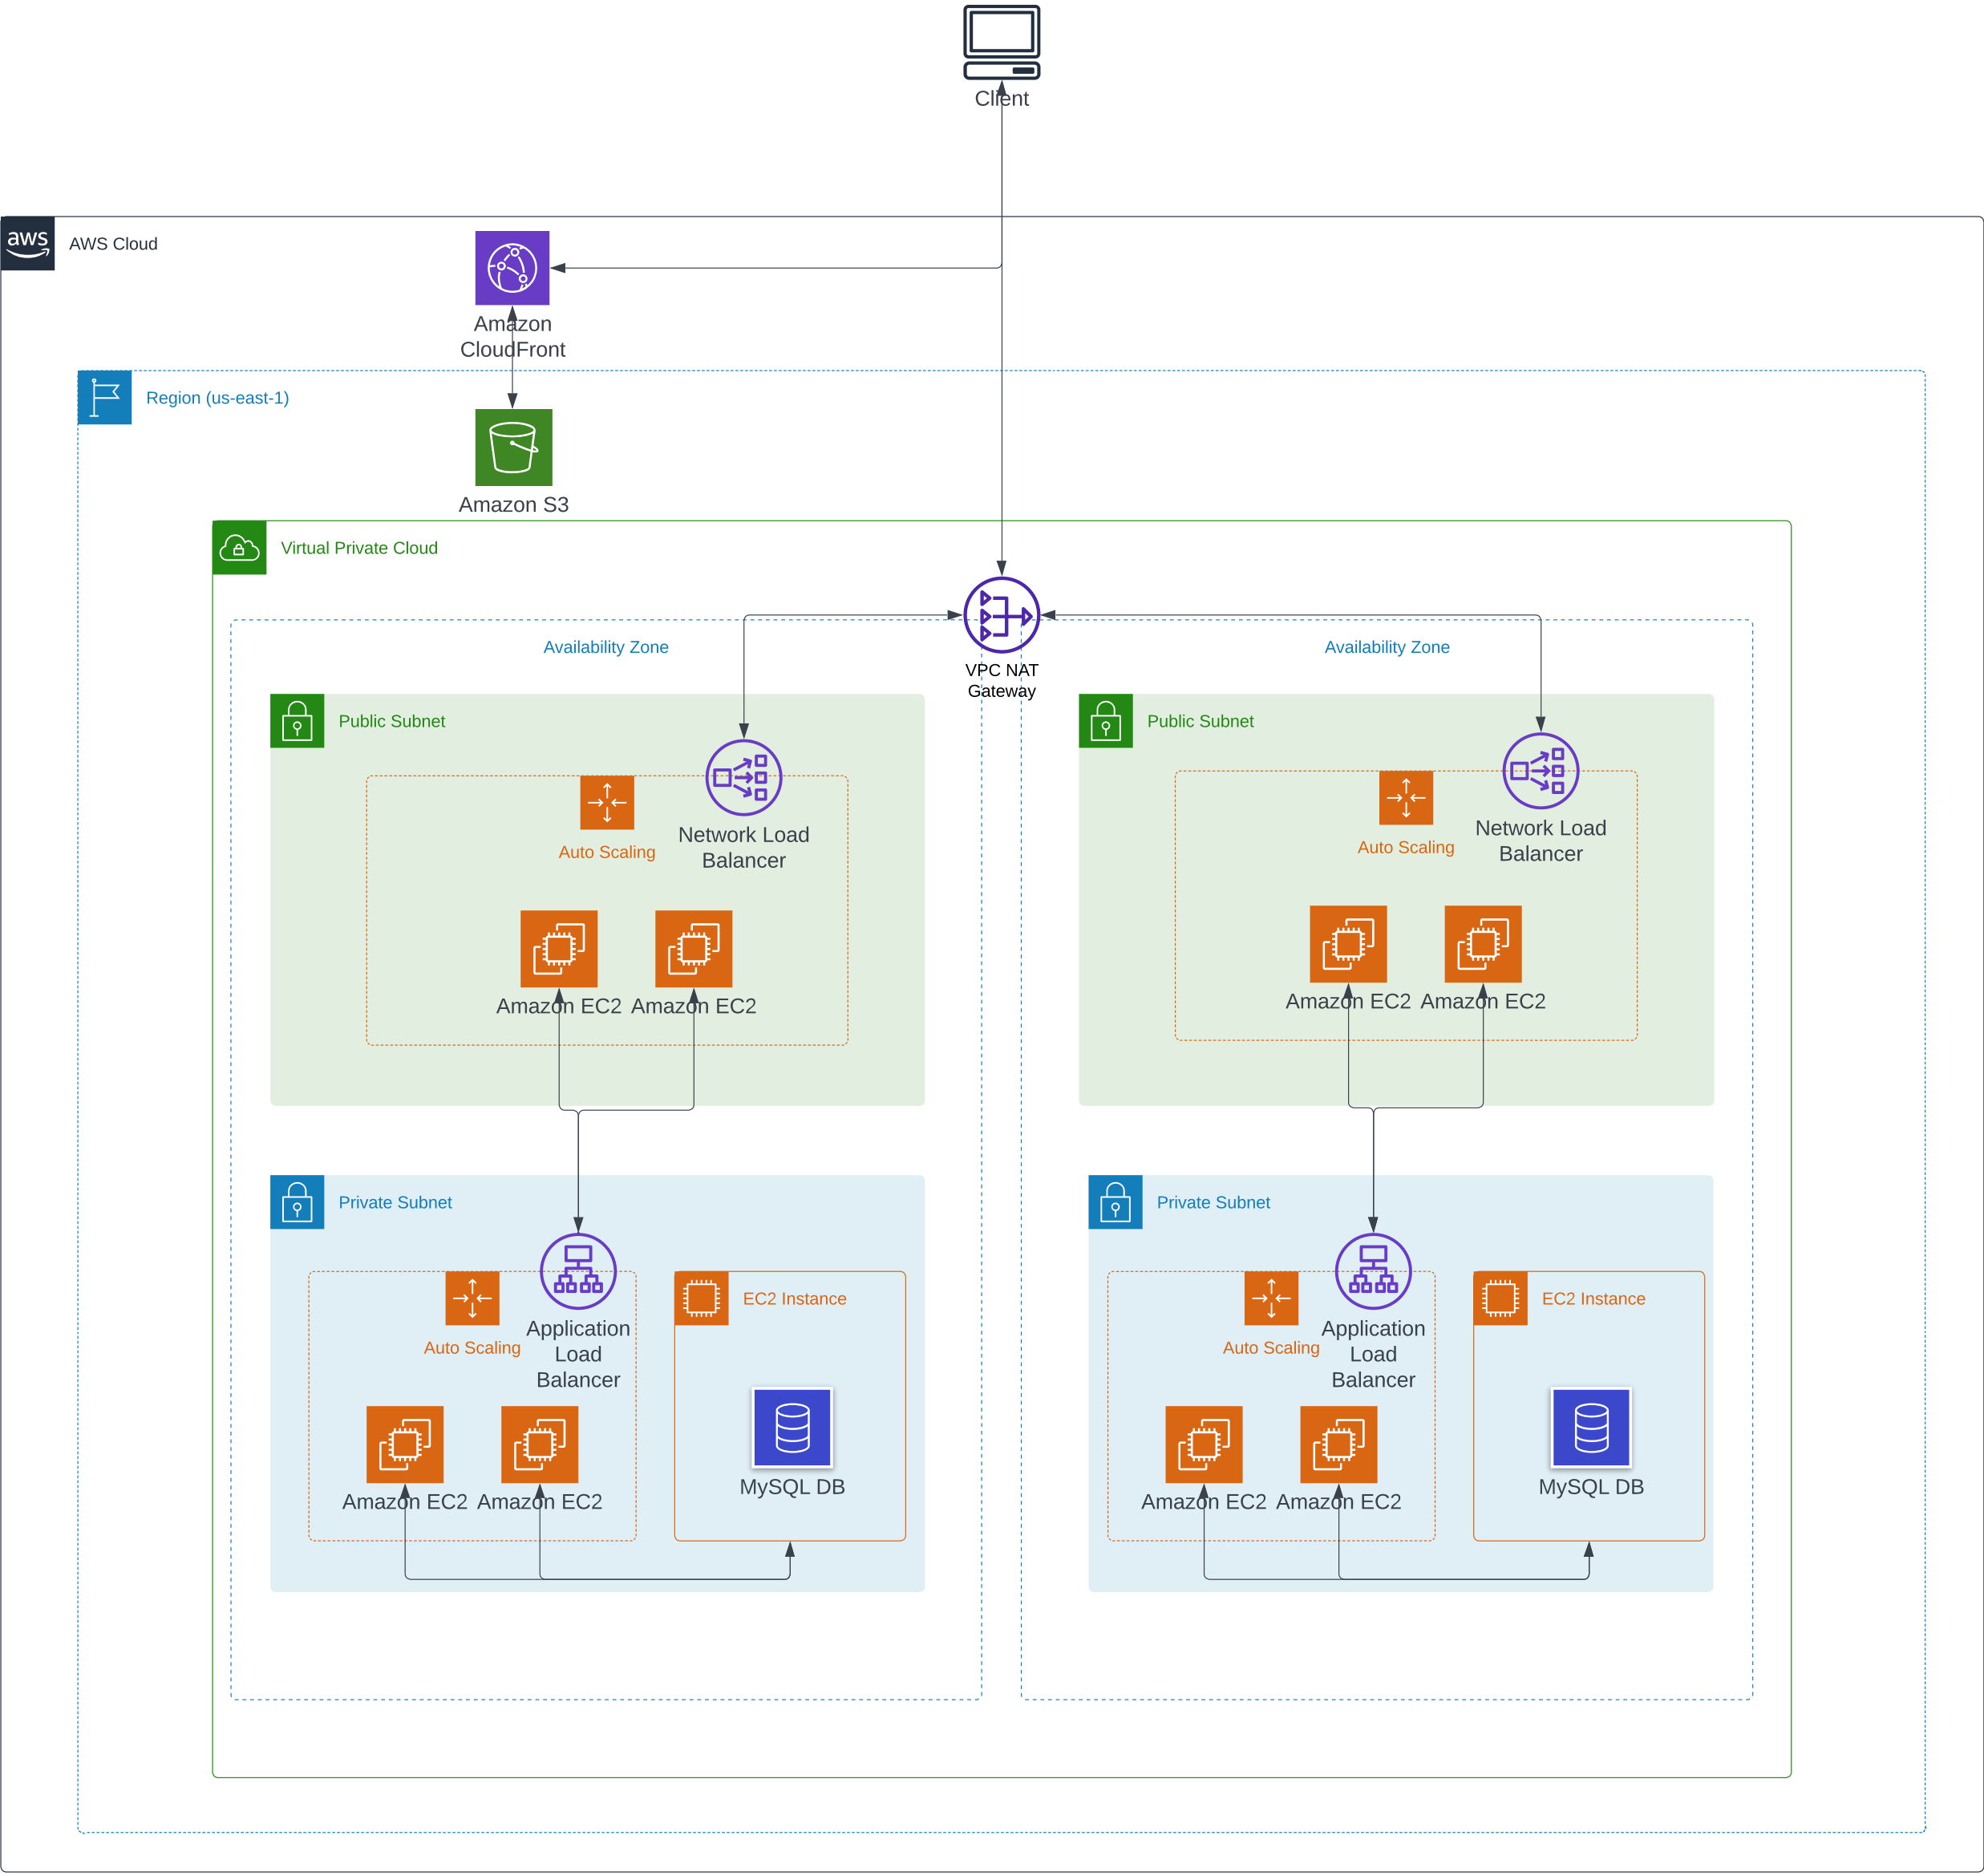 Client
aws
AWS Cloud
Amazon
CloudFront
Region (us-east-1)
Amazon S3
Virtual Private Cloud
VPC NAT
Gateway
Availability Zone
Public Subnet
Auto Scaling
Network Load
Balancer
Amazon EC2
Amazon EC2
Private Subnet
Auto Scaling
Application
Load
Balancer
EC2 Instance
Amazon EC2
Amazon EC2
MySQL DB
Availability Zone
Public Subnet
Auto Scaling
Network Load
Balancer
Amazon EC2
Amazon EC2
Private Subnet
Auto Scaling
Application
Load
Balancer
EC2 Instance
Amazon EC2
Amazon EC2
MySQL DB